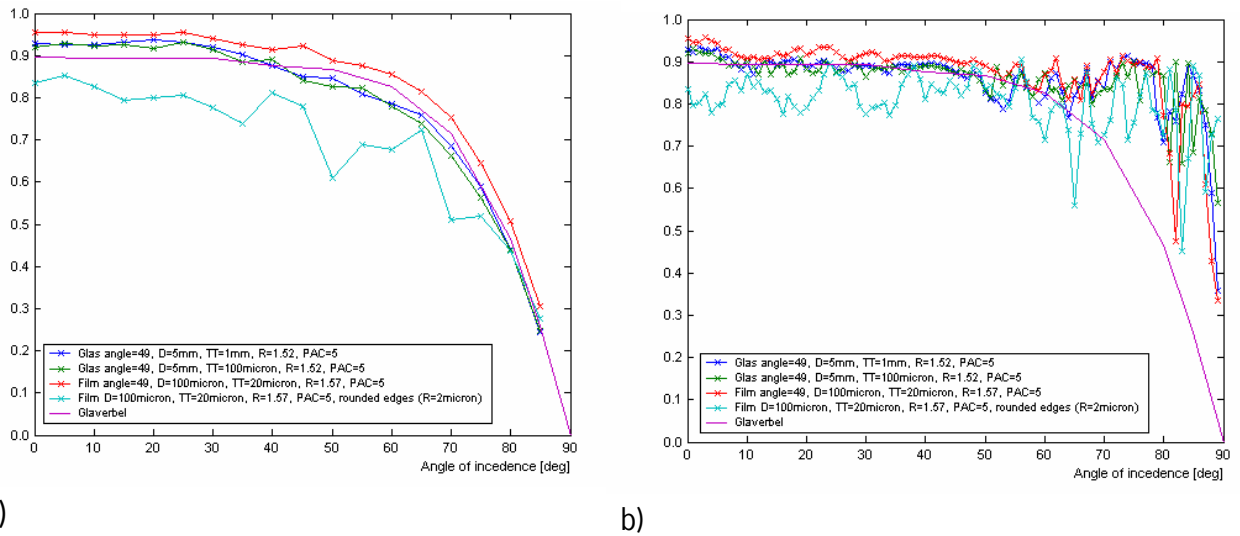 1.0
0.9
0.8
0.7
0.6
0.5
0.4
0.3
0.2
0.1
0.0
0 10 20 30 40 50 60 70 80 90
Angle of incedence [deg]
Glas angle=49, D=5mm, TT=1mm, R=1.52, PAC=5
Glas angle=49, D=5mm, TT=100micron, R=1.52, PAC=5
Film angle=49, D=100micron, TT=20micron, R=1.57, PAC=5
Film D=100micron, TT=20micron, R=1.57, PAC=5, rounded edges (R=2micron)
Glaverbel
)
1.0
0.9
0.8
0.7
0.6
0.5
0.4
0.3
0.2
0.1
0.0
0 10 20 30 40 50 60 70 80 90
Angle of incedence [deg]
Glas angle=49, D=5mm, TT=1mm, R=1.52, PAC=5
Glas angle=49, D=5mm, TT=100micron, R=1.52, PAC=5
Film angle=49, D=100micron, TT=20micron, R=1.57, PAC=5
Film D=100micron, TT=20micron, R=1.57, PAC=5, rounded edges (R=2micron)
Glaverbel
b)